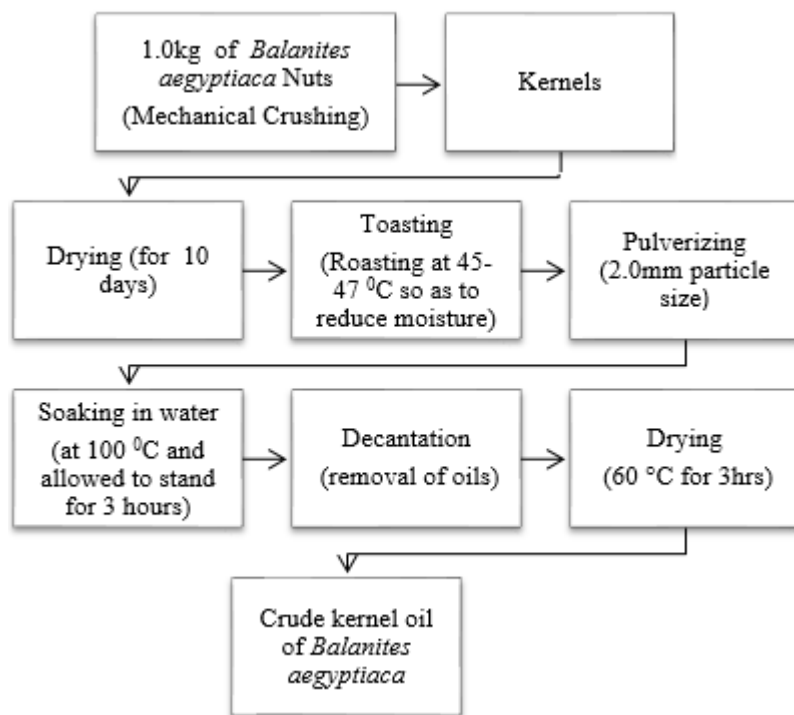 1.0kg of Balanites
aegyptiaca Nuts
(Mechanical Crushing)
Kernels
Drying (for 10
days)
Toasting
(Roasting at 45-
47 ⁰C so as to
reduce moisture)
Pulverizing
(2.0mm particle
size)
Soaking in water
(at 100 ⁰C and
allowed to stand
for 3 hours)
Decantation
(removal of oils)
Drying
(60 °C for 3hrs)
Crude kernel oil
of Balanites
aegyptiaca